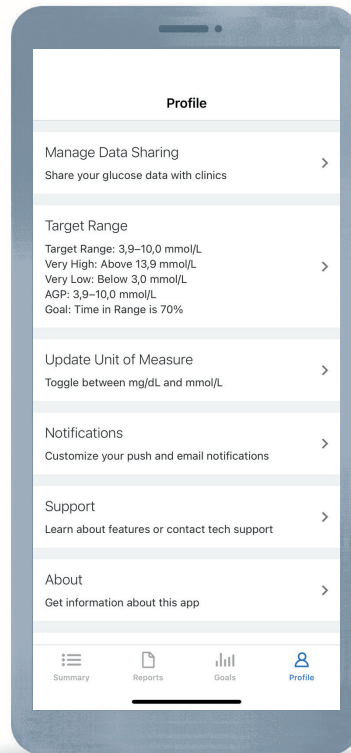 Profile
Manage Data Sharing
Share your glucose data with clinics
Target Range
Target Range: 3,9–10,0 mmol/L
Very High: Above 13,9 mmol/L
Very Low: Below 3,0 mmol/L
AGP: 3,9–10,0 mmol/L
Goal: Time in Range is 70%
Update Unit of Measure
Toggle between mg/dL and mmol/L
Notifications
Customize your push and email notifications
Support
Learn about features or contact tech support
About
Get information about this app
Summary Reports Goals Profile